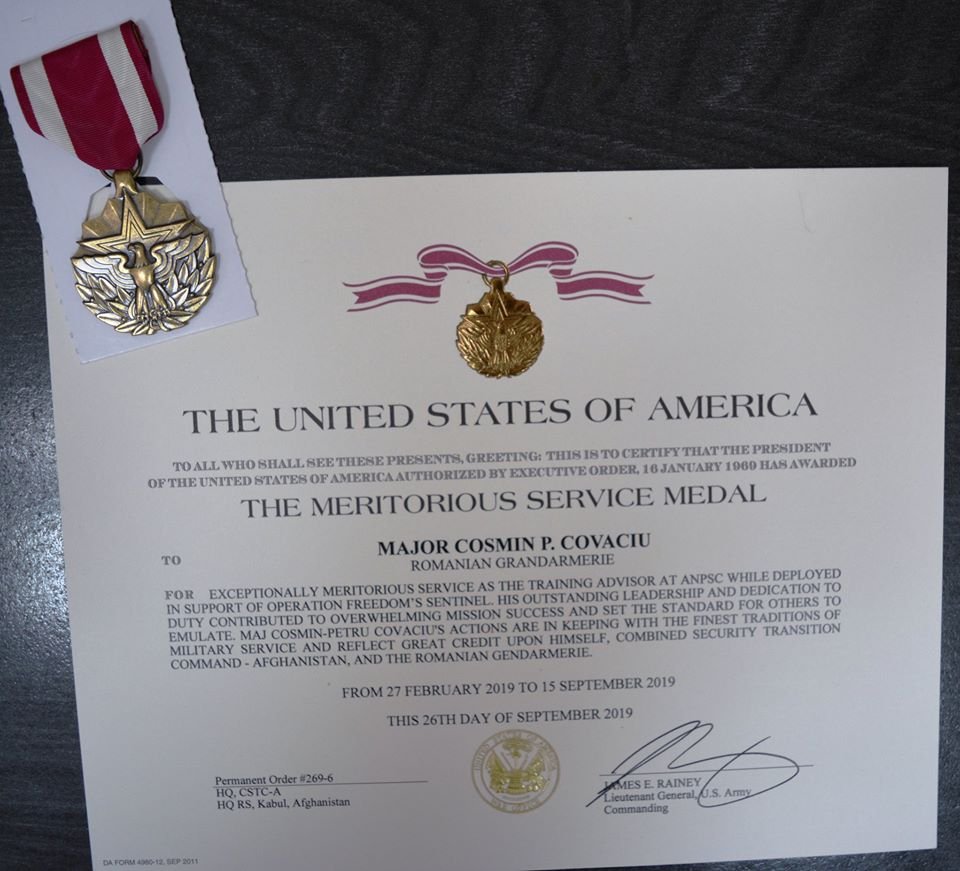 THE UNITED STATES OF AMERICA
TO ALL WHO SHALL SEE THESE PRESENTS, GREETING: THIS IS TO CERTIFY THAT THE PRESIDENT
OF THE UNITED STATES OF AMERICA AUTHORIZED BY EXECUTIVE ORDER, 16 JANUARY 1969 HAS AWARDED
THE MERITORIOUS SERVICE MEDAL
MAJOR COSMIN P. COVACIU
TO
ROMANIAN GRANDARMERIE
FOR EXCEPTIONALLY MERITORIOUS SERVICE AS THE TRAINING ADVISOR AT ANPSC WHILE DEPLOYED
IN SUPPORT OF OPERATION FREEDOM'S SENTINEL. HIS OUTSTANDING LEADERSHIP AND DEDICATION TO
DUTY CONTRIBUTED TO OVERWHELMING MISSION SUCCESS AND SET THE STANDARD FOR OTHERS TO
EMULATE. MAJ COSMIN-PETRU COVACIU'S ACTIONS ARE IN KEEPING WITH THE FINEST TRADITIONS OF
MILITARY SERVICE AND REFLECT GREAT CREDIT UPON HIMSELF, COMBINED SECURITY TRANSITION
COMMAND - AFGHANISTAN, AND THE ROMANIAN GENDARMERIE.
FROM 27 FEBRUARY 2019 TO 15 SEPTEMBER 2019
THIS 26TH DAY OF SEPTEMBER 2019
UNITED STATES OF AMERICA
WAR OFFICE
Permanent Order #269-6
HQ, CSTC-A
HQ RS, Kabul, Afghanistan
JAMES E. RAINEY
Lieutenant General, U.S. Army
Commanding
DA FORM 4980-12, SEP 2011